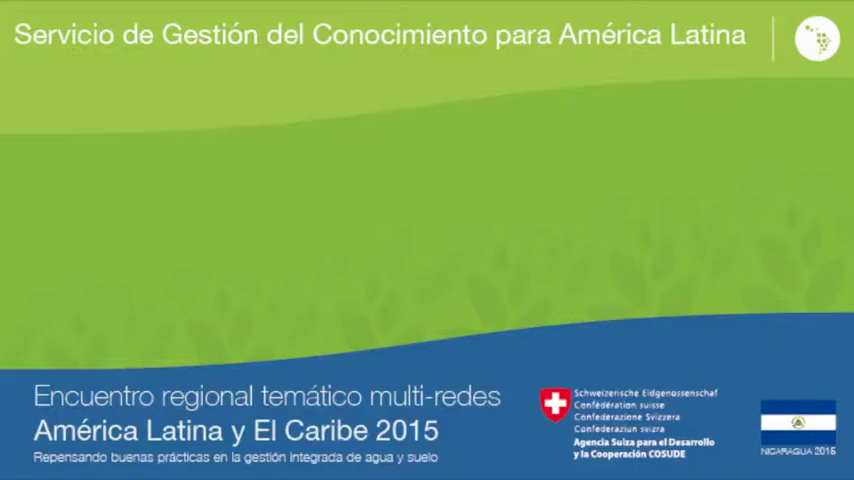 Servicio de Gestión del Conocimiento para América Latina
Encuentro regional temático multi-redes
América Latina y El Caribe 2015
Repensando buenas prácticas en la gestión integrada de agua y suelo
Schweizerische Eidgenossenschaf
Confédération suisse
Confederazione Svizzera
Confederaziun svizra
Agencia Suiza para el Desarrollo
y la Cooperación COSUDE
NICARAGUA 2015